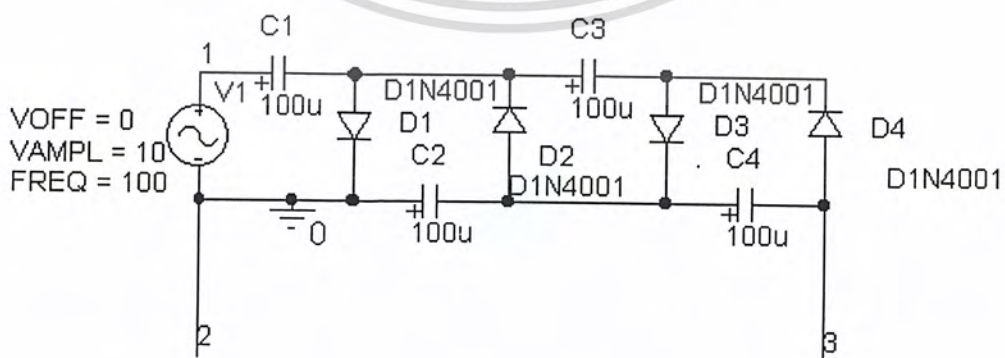 C1
C3
1
V1
+
100u
D1N4001
+
100u
D1N4001
VOFF = 0
VAMPL = 10
FREQ = 100
+
-
D1
D2
D3
D4
C2
C4
D1N4001
D1N4001
0
+
100u
+
100u
2
3